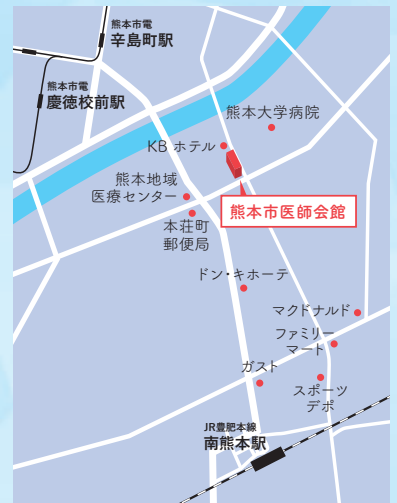 熊本市電
辛島町駅
熊本市電
慶徳校前駅
熊本大学病院
KB ホテル
熊本地域
医療センター
熊本市医師会館
本荘町
郵便局
ドン・キホーテ
マクドナルド
ファミリー
マート
ガスト
スポーツ
デポ
JR豊肥本線
南熊本駅